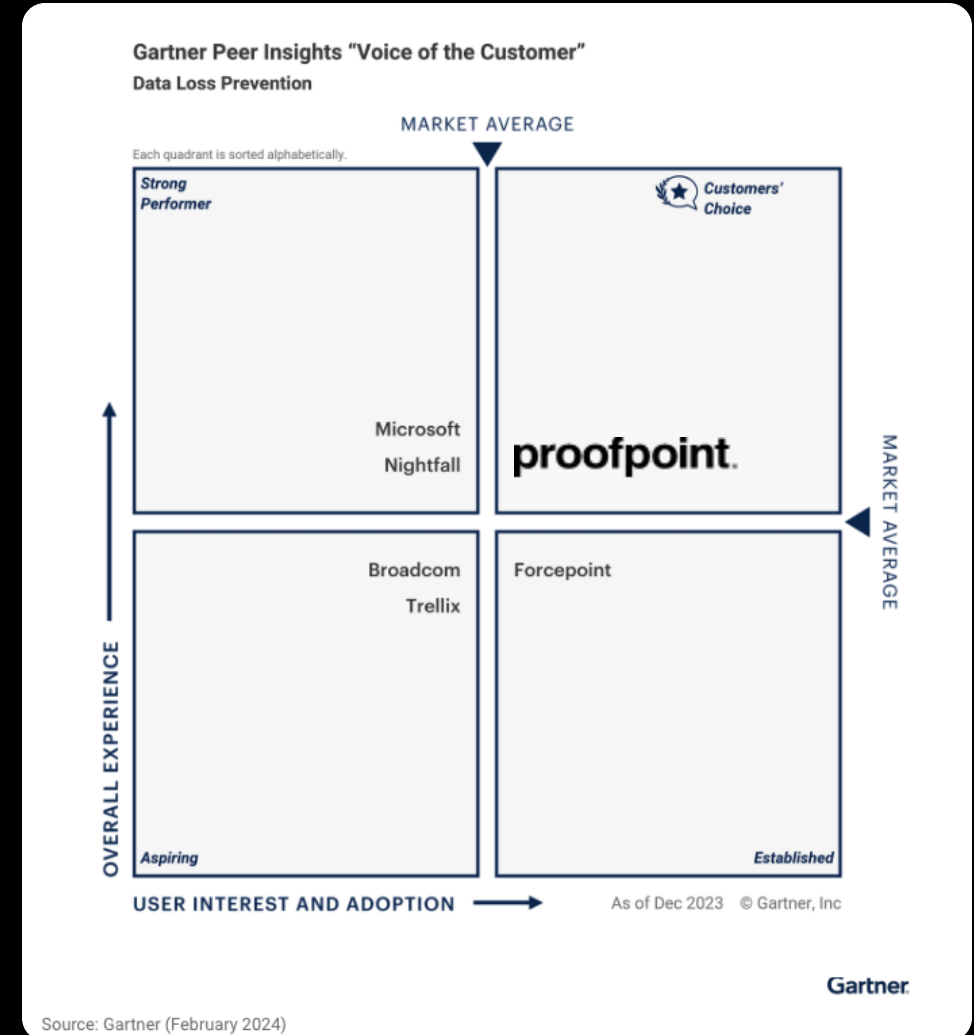 Gartner Peer Insights “Voice of the Customer”
Data Loss Prevention
MARKET AVERAGE
Each quadrant is sorted alphabetically.
Strong
Performer
Customers’
Choice
Microsoft
Nightfall
proofpoint.
MARKET AVERAGE
Broadcom
Trellix
Forcepoint
OVERALL EXPERIENCE
Aspiring
Established
USER INTEREST AND ADOPTION
As of Dec 2023 © Gartner, Inc
Gartner
Source: Gartner (February 2024)